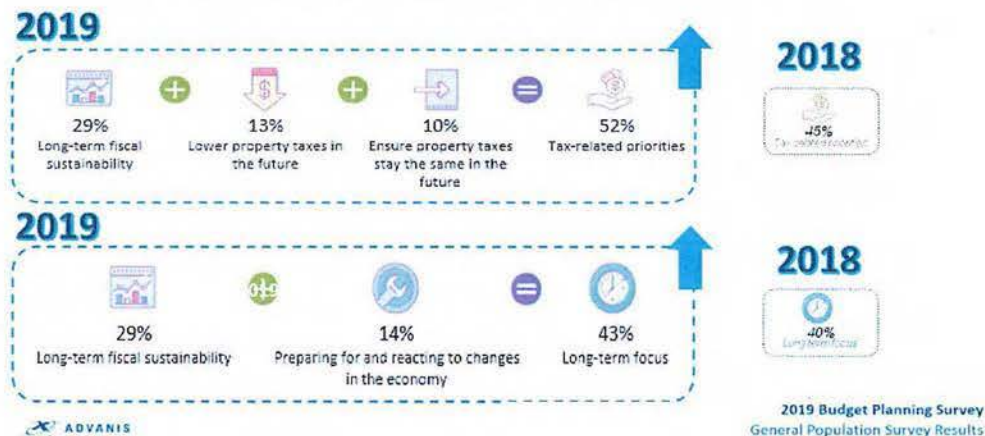 2019
29%
Long-term fiscal
sustainability
+
13%
Lower property taxes in
the future
+
10%
Ensure property taxes
stay the same in the
future
=
52%
Tax-related priorities
2018
45%
Tax-related priorities
2019
29%
Long-term fiscal sustainability
14%
Preparing for and reacting to changes
in the economy
=
43%
Long-term focus
2018
40%
Long term focus
ADVANIS
2019 Budget Planning Survey
General Population Survey Results